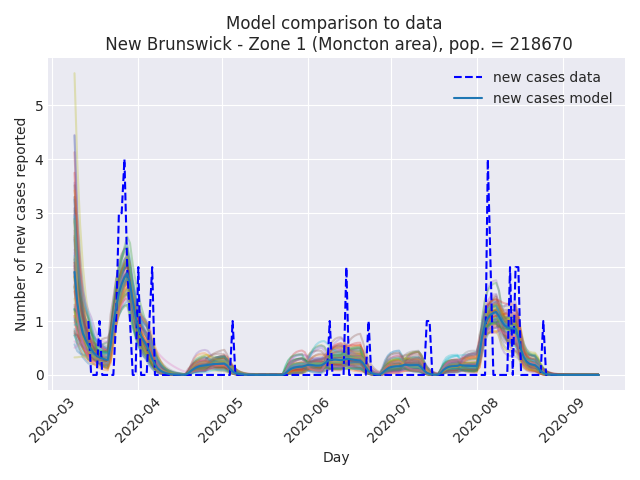 Model comparison to data
New Brunswick - Zone 1 (Moncton area), pop. = 218670
new cases data
new cases model
Number of new cases reported
5
4
3
2
1
0
2020-03
2020-04
2020-05
2020-06
2020-07
2020-08
2020-09
Day